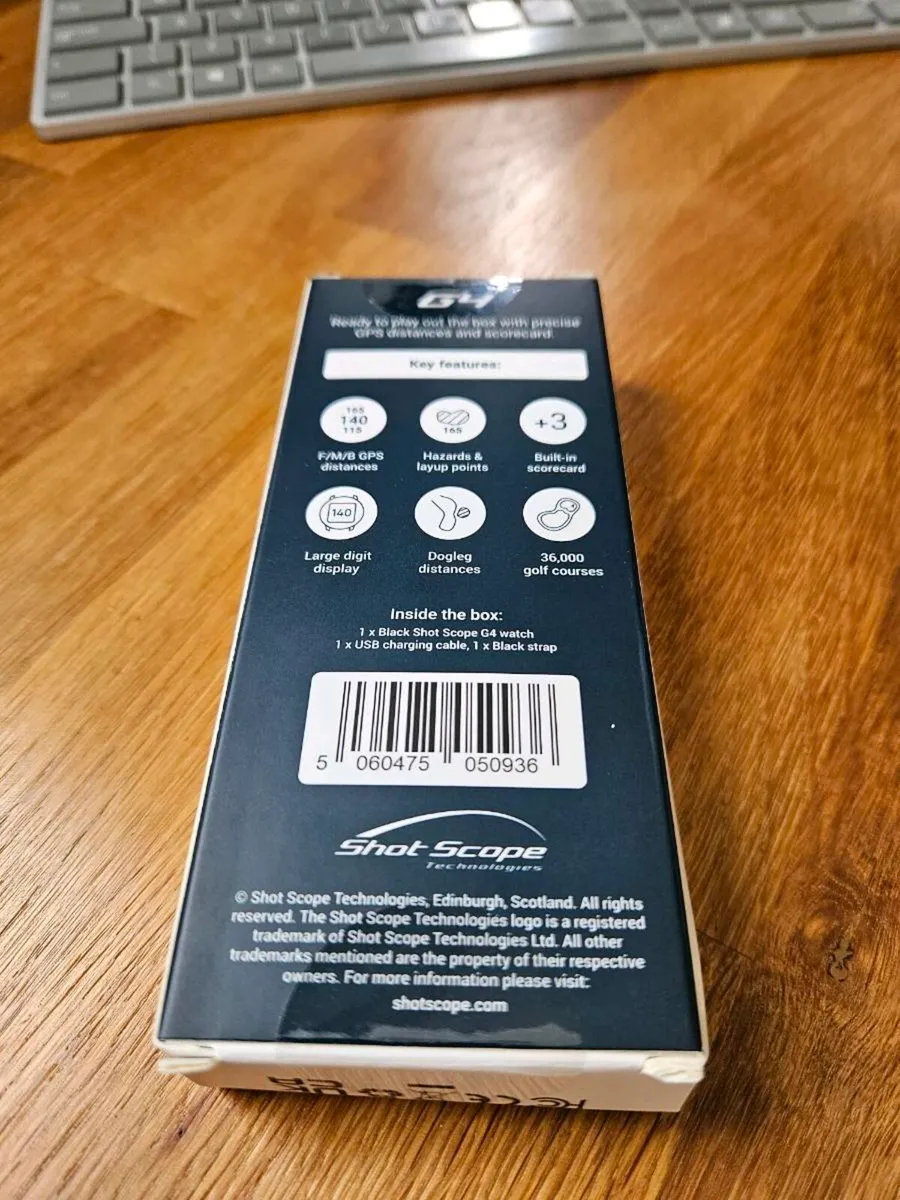 G4
Ready to play out the box with precise
GPS distances and scorecard.
Key features:
165
140
115
F/M/B GPS
distances
165
Hazards &
layup points
+3
Built-in
scorecard
140
Large digit
display
Dogleg
distances
36,000
golf courses
Inside the box:
1 x Black Shot Scope G4 watch
1 x USB charging cable, 1 x Black strap
5 060475 050936
Shot Scope
Technologies
© Shot Scope Technologies, Edinburgh, Scotland. All rights
reserved. The Shot Scope Technologies logo is a registered
trademark of Shot Scope Technologies Ltd. All other
trademarks mentioned are the property of their respective
owners. For more information please visit:
shotscope.com